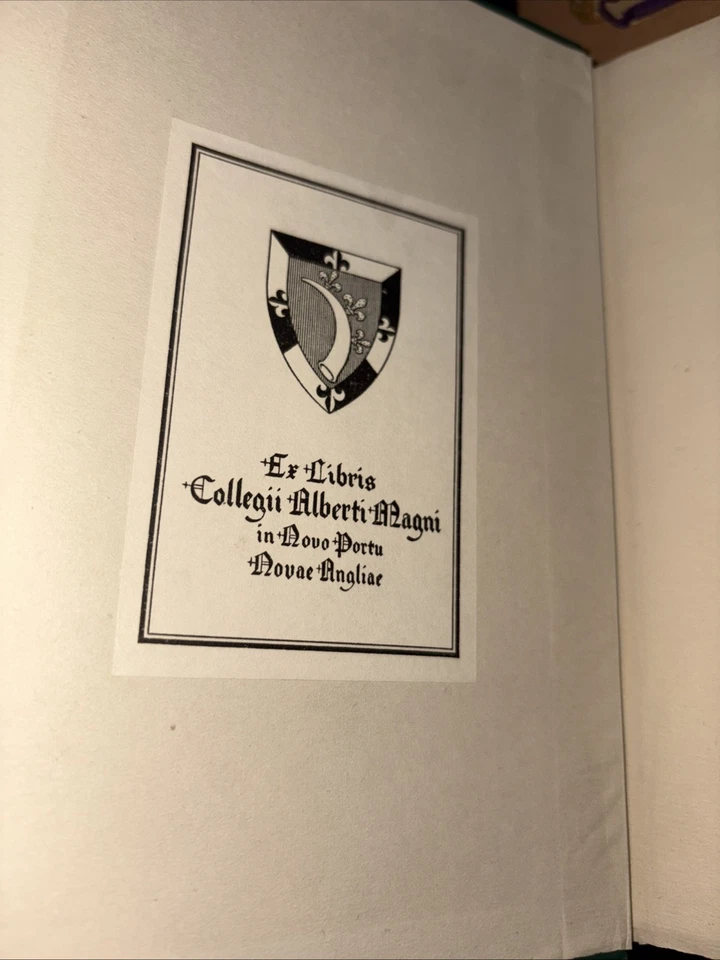 Ex Libris
Collegii Alberti Magni
in Novo Portu
Novae Angliae